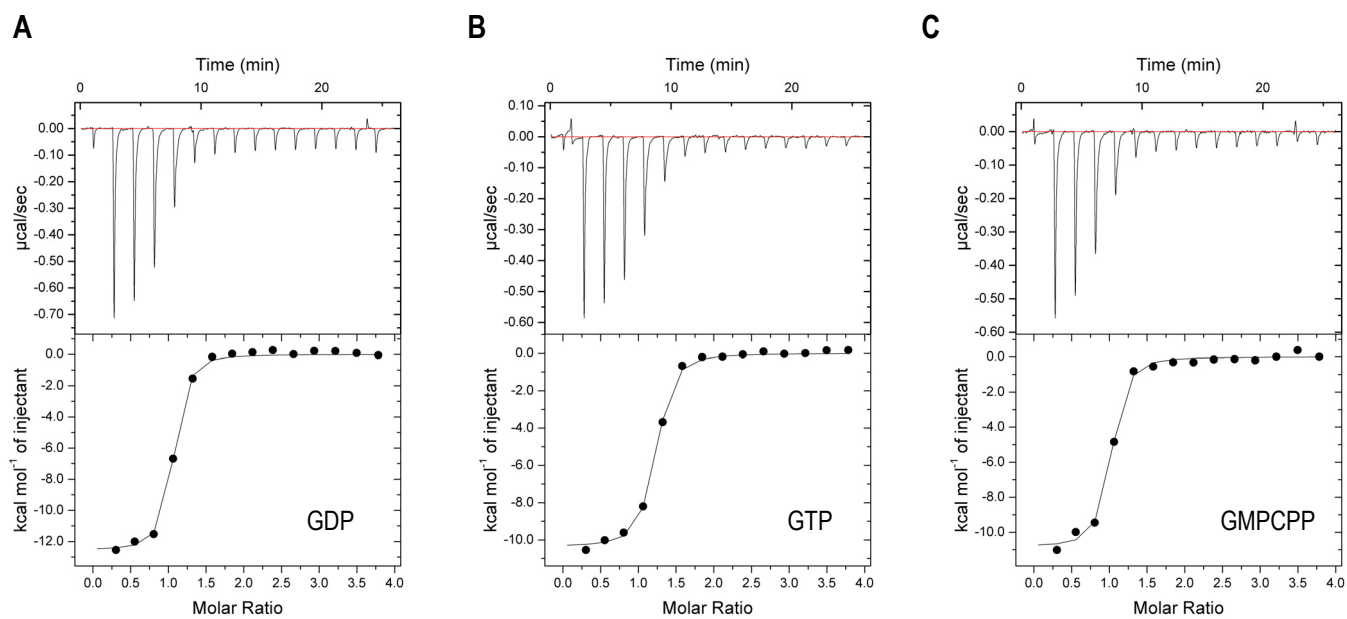 A
Time (min)
0 10 20
0.00
-0.10
-0.20
-0.30
-0.40
-0.50
-0.60
-0.70
µcal/sec
0.0
-2.0
-4.0
-6.0
-8.0
-10.0
-12.0
kcal mol-1 of injectant
GDP
0.0 0.5 1.0 1.5 2.0 2.5 3.0 3.5 4.0
Molar Ratio
B
Time (min)
0 10 20
0.10
0.00
-0.10
-0.20
-0.30
-0.40
-0.50
-0.60
µcal/sec
0.0
-2.0
-4.0
-6.0
-8.0
-10.0
kcal mol-1 of injectant
GTP
0.0 0.5 1.0 1.5 2.0 2.5 3.0 3.5 4.0
Molar Ratio
C
Time (min)
0 10 20
0.00
-0.10
-0.20
-0.30
-0.40
-0.50
-0.60
µcal/sec
0.0
-2.0
-4.0
-6.0
-8.0
-10.0
kcal mol-1 of injectant
GMPCPP
0.0 0.5 1.0 1.5 2.0 2.5 3.0 3.5 4.0
Molar Ratio